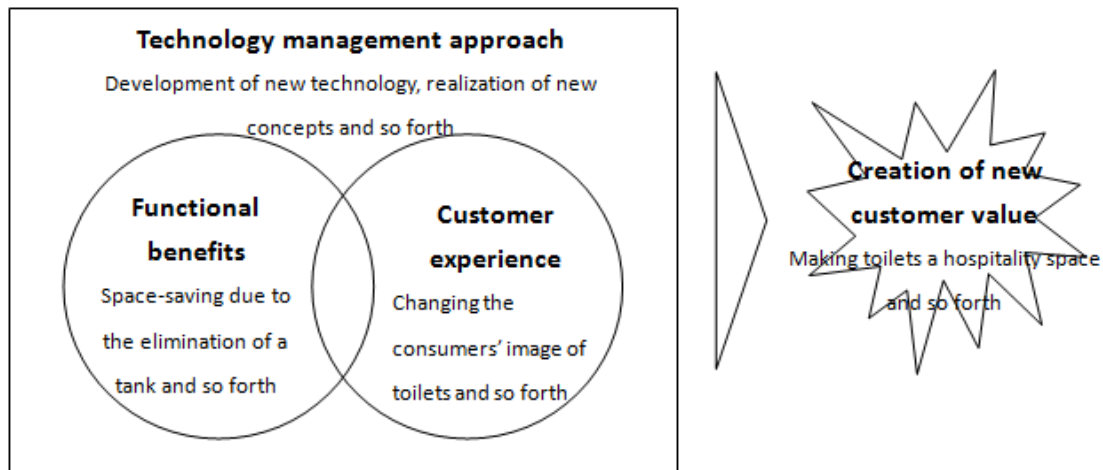 Technology management approach
Development of new technology, realization of new
concepts and so forth
Functional
benefits
Space-saving due to
the elimination of a
tank and so forth
Customer
experience
Changing the
consumers’ image of
toilets and so forth
Creation of new
customer value
Making toilets a hospitality space
and so forth